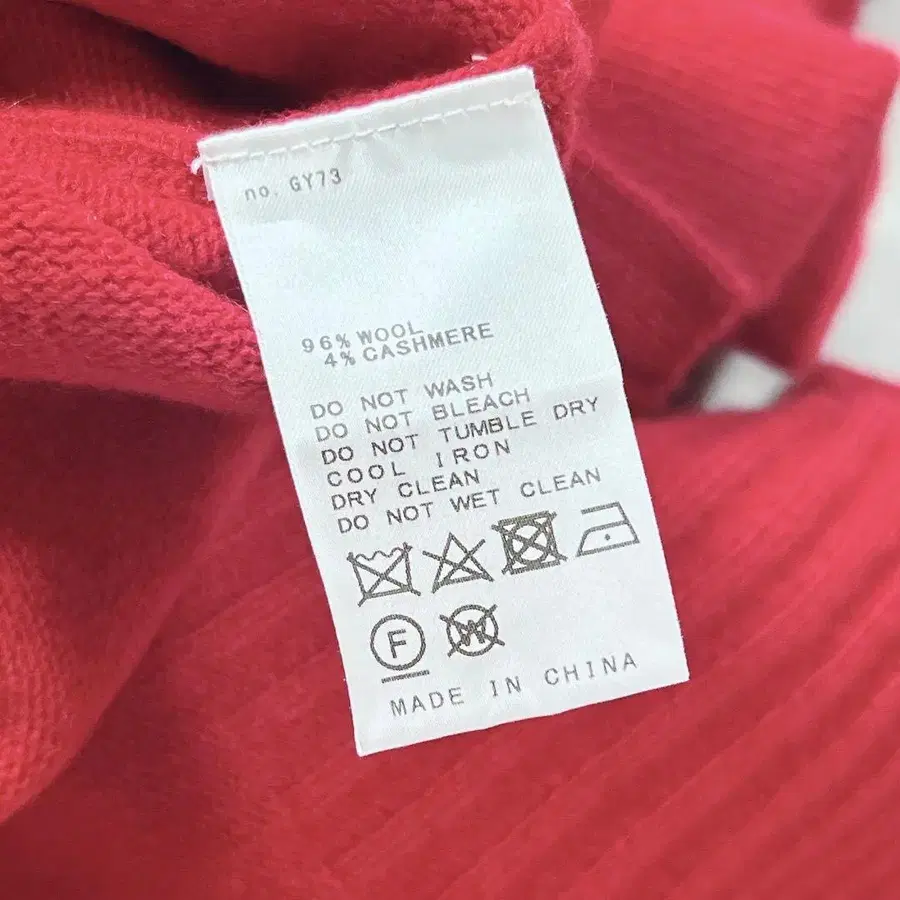 no. GY73
96% WOOL
4% CASHMERE
DO NOT WASH
DO NOT BLEACH
DO NOT TUMBLE DRY
COOL IRON
DRY CLEAN
DO NOT WET CLEAN
F W
MADE IN CHINA